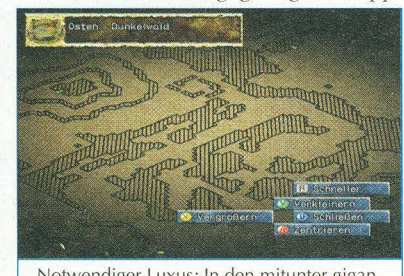 Osten Dunkelwald
R Schneller
Y Verkleinern
X Vergrößern
Schließen
Zentrieren
Notwendiger Luxus: In den mitunter gigan